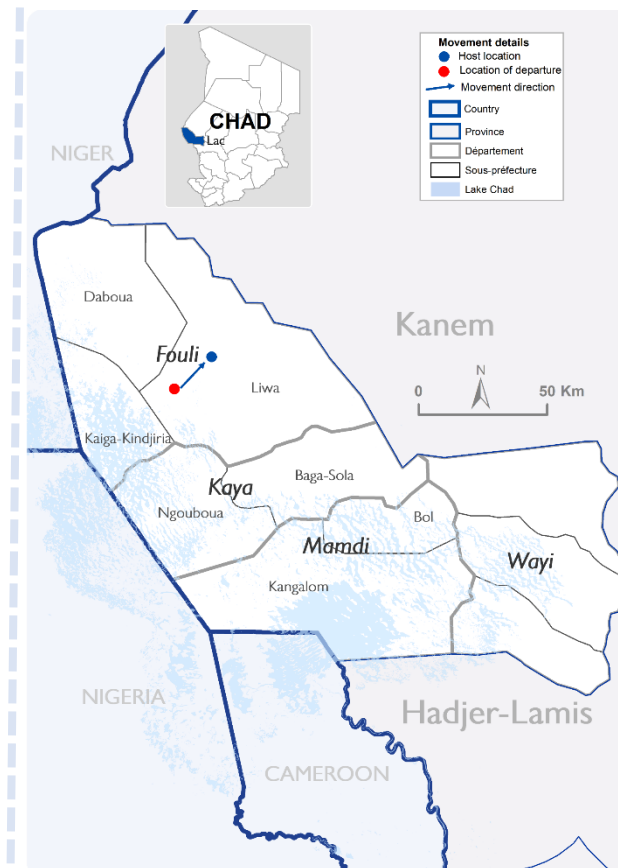 CHAD
Lac
Movement details
Host location
Location of departure
Movement direction
Country
Province
Département
Sous-préfecture
Lake Chad
NIGER
Daboua
Kanem
Fouli
Liwa
N
0 50 Km
Kaiga-Kindjiria
Baga-Sola
Kaya
Ngouboua
Bol
Mamdi
Wayi
Kangalom
NIGERIA
Hadjer-Lamis
CAMEROON